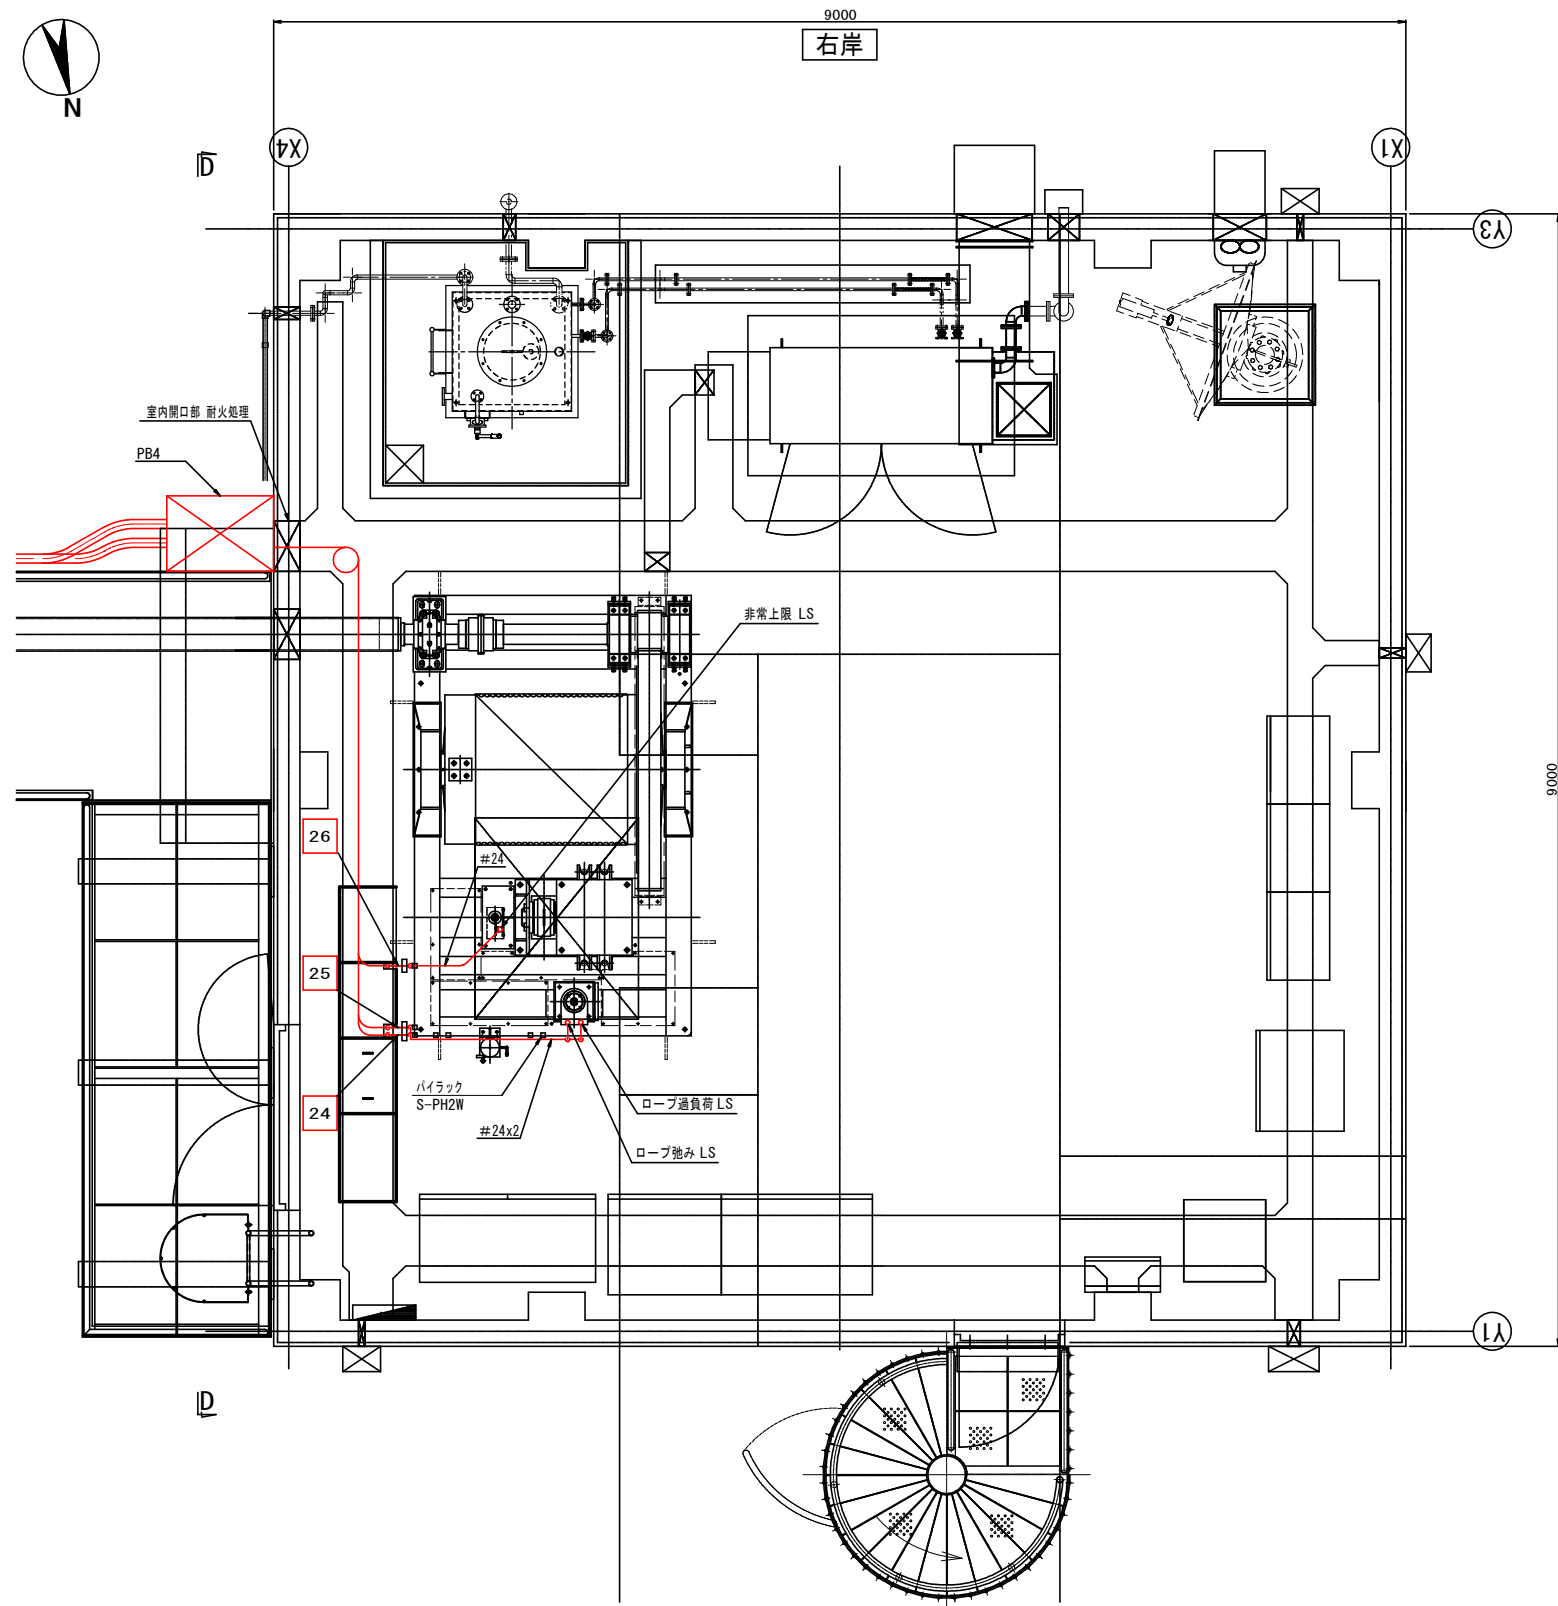 9000
右岸
N
D
X4
X1
Y3
室内開口部 耐火処理
PB4
非常上限 LS
9000
26
#24
25
パイラック
S-PH2W
ロープ過負荷 LS
24
#24x2
ロープ弛み LS
Y1
D